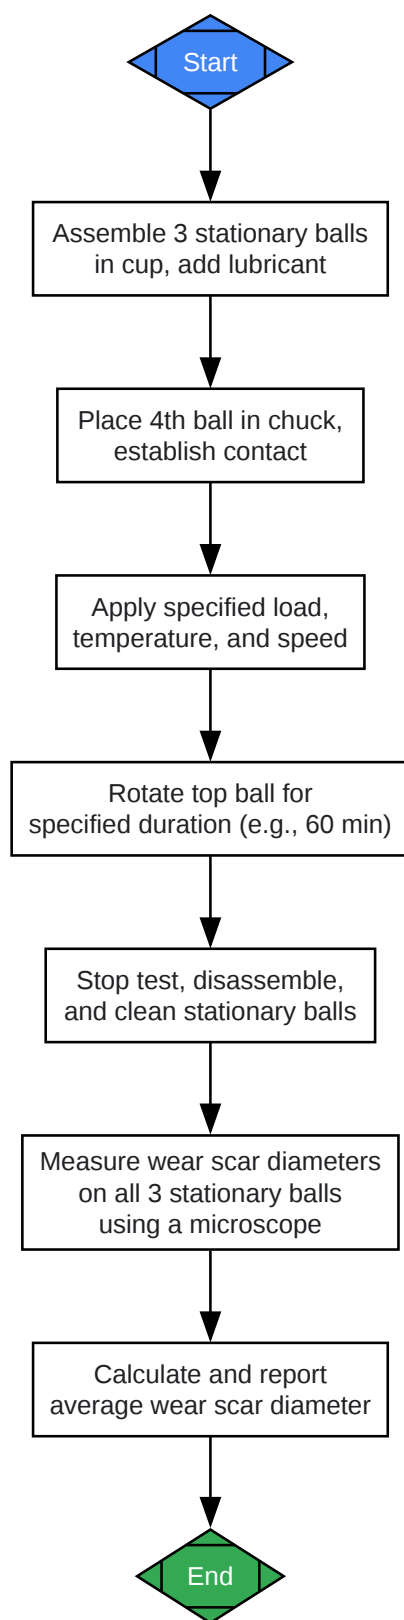 Start
Assemble 3 stationary balls
in cup, add lubricant
Place 4th ball in chuck,
establish contact
Apply specified load,
temperature, and speed
Rotate top ball for
specified duration (e.g., 60 min)
Stop test, disassemble,
and clean stationary balls
Measure wear scar diameters
on all 3 stationary balls
using a microscope
Calculate and report
average wear scar diameter
End